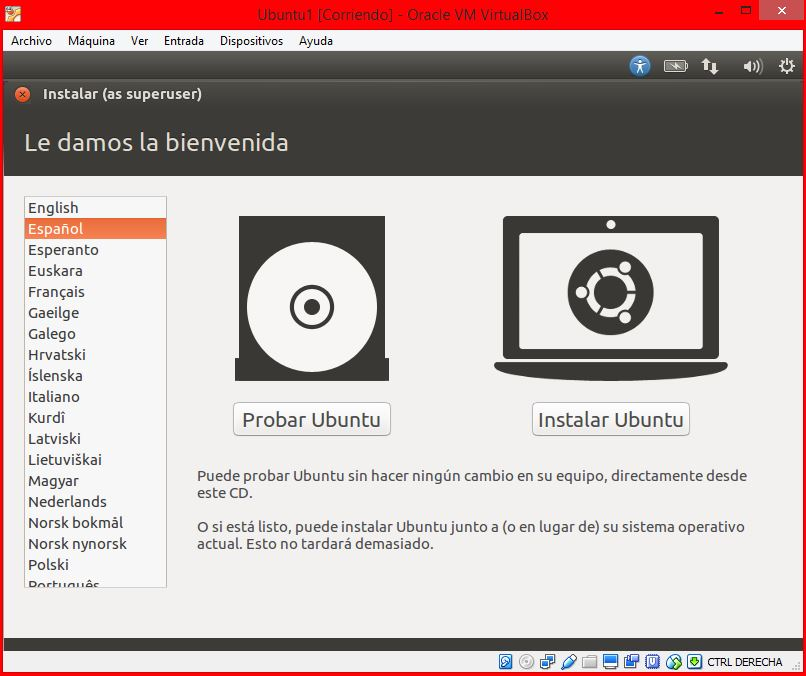 Ubuntu1 [Corriendo] - Oracle VM VirtualBox
Archivo Máquina Ver Entrada Dispositivos Ayuda
Instalar (as superuser)
Le damos la bienvenida
English
Español
Esperanto
Euskara
Français
Gaeilge
Galego
Hrvatski
Íslenska
Italiano
Kurdî
Latviski
Lietuviškai
Magyar
Nederlands
Norsk bokmål
Norsk nynorsk
Polski
Português
Probar Ubuntu
Instalar Ubuntu
Puede probar Ubuntu sin hacer ningún cambio en su equipo, directamente desde
este CD.
O si está listo, puede instalar Ubuntu junto a (o en lugar de) su sistema operativo
actual. Esto no tardará demasiado.
CTRL DERECHA